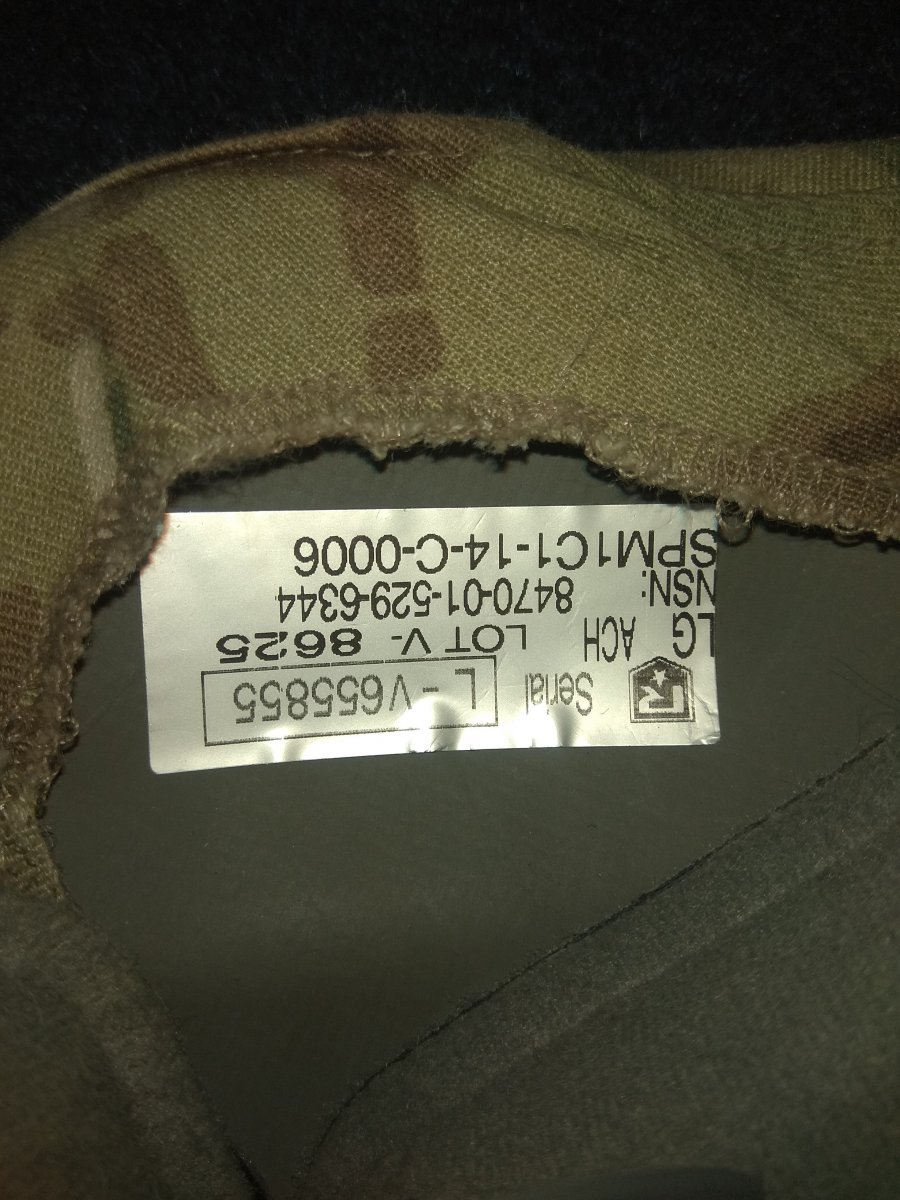 Serial L-V655855
LG ACH LOT V- 8625
NSN: 8470-01-529-6344
SPM1C1-14-C-0006